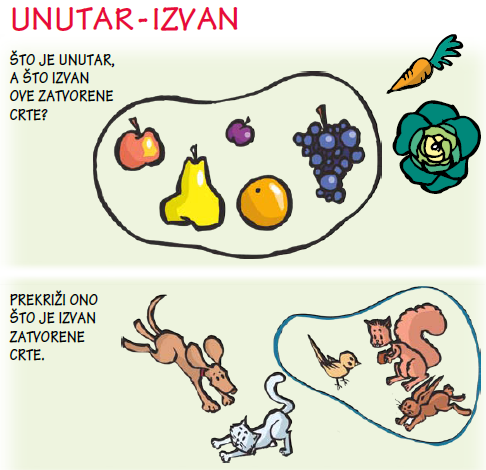 UNUTAR-IZVAN
ŠTO JE UNUTAR,
A ŠTO IZVAN
OVE ZATVORENE
CRTE?
PREKRIŽI ONO
ŠTO JE IZVAN
ZATVORENE
CRTE.